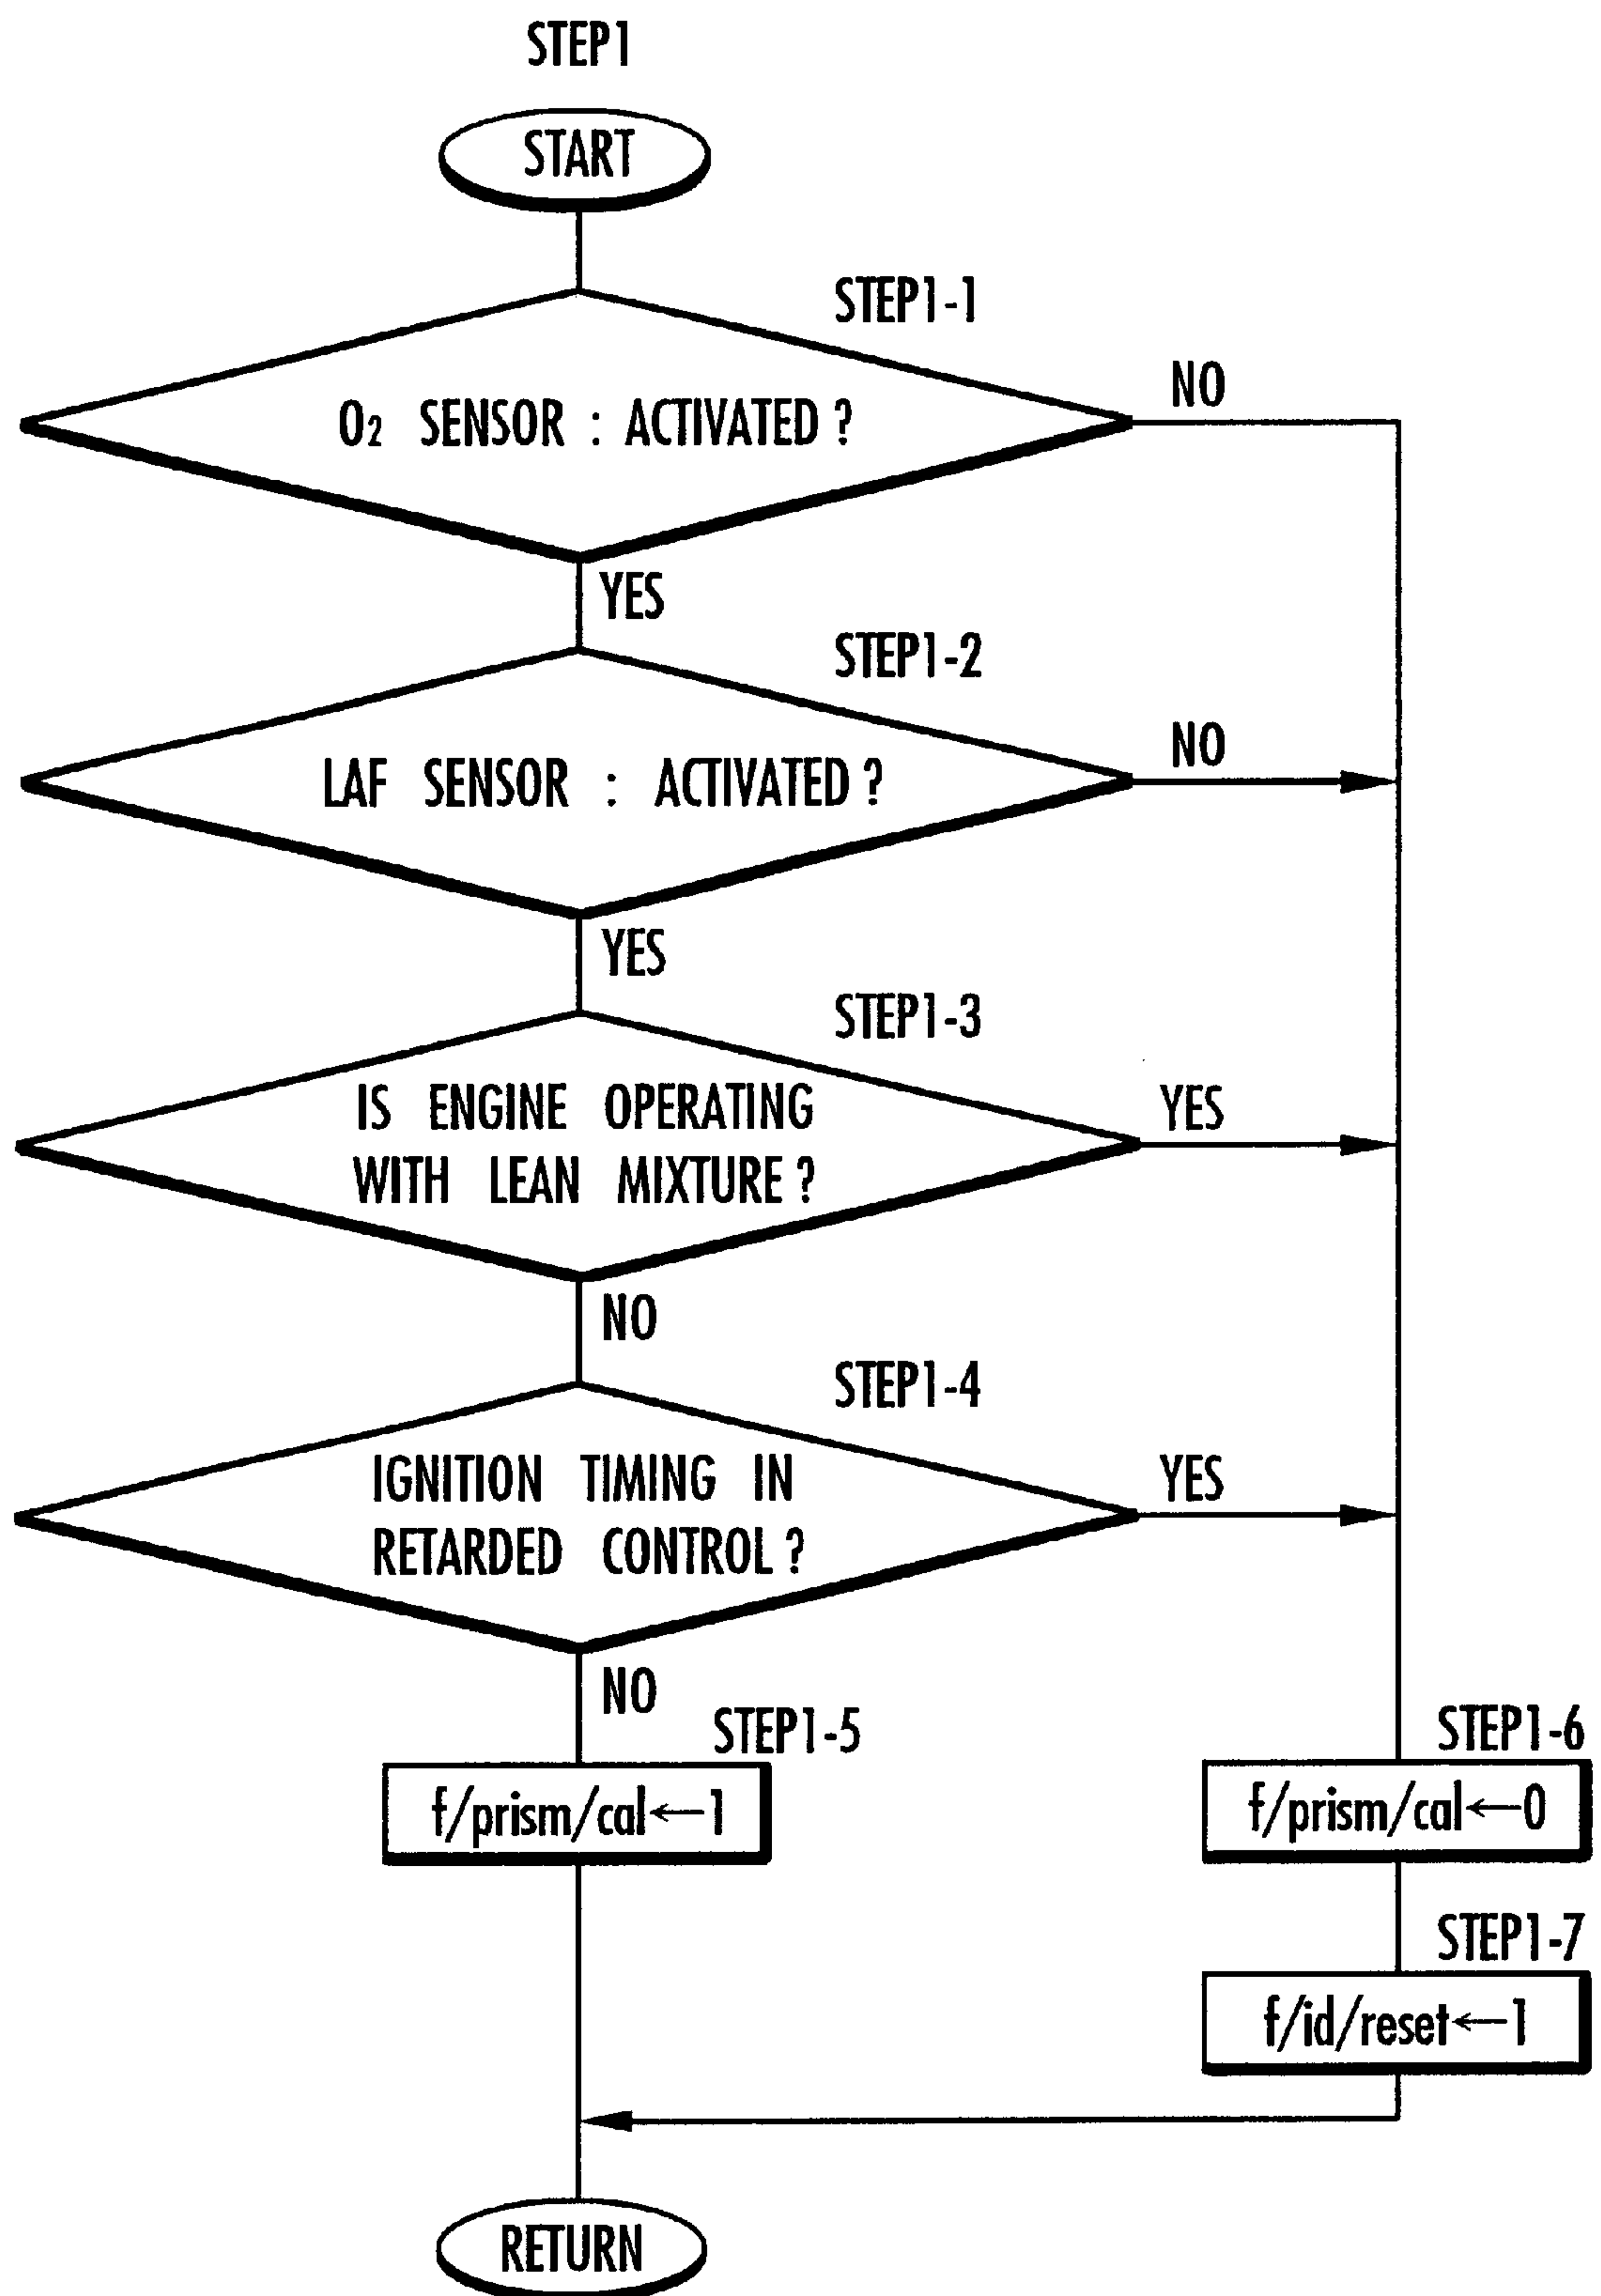 STEP1
START
STEP1-1
NO
O2 SENSOR : ACTIVATED ?
YES
STEP1-2
NO
LAF SENSOR : ACTIVATED ?
YES
STEP1-3
IS ENGINE OPERATING
WITH LEAN MIXTURE ?
YES
NO
STEP1-4
IGNITION TIMING IN
RETARDED CONTROL ?
YES
NO
STEP1-5
f/prism/cal←1
STEP1-6
f/prism/cal←0
STEP1-7
f/id/reset←1
RETURN